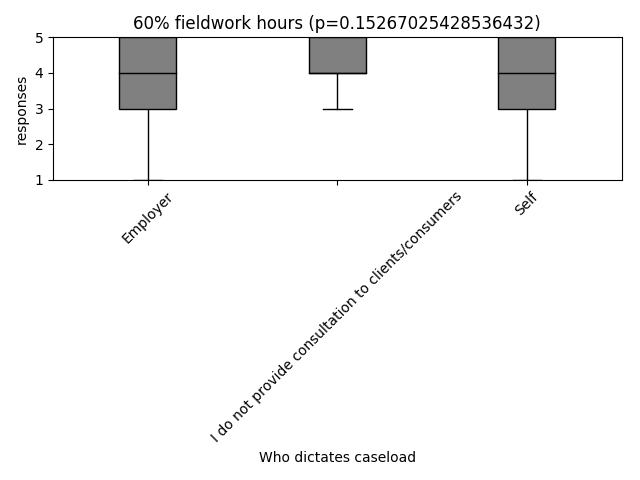 60% fieldwork hours (p=0.15267025428536432)
5
4
3
2
1
responses
Employer
I do not provide consultation to clients/consumers
Self
Who dictates caseload